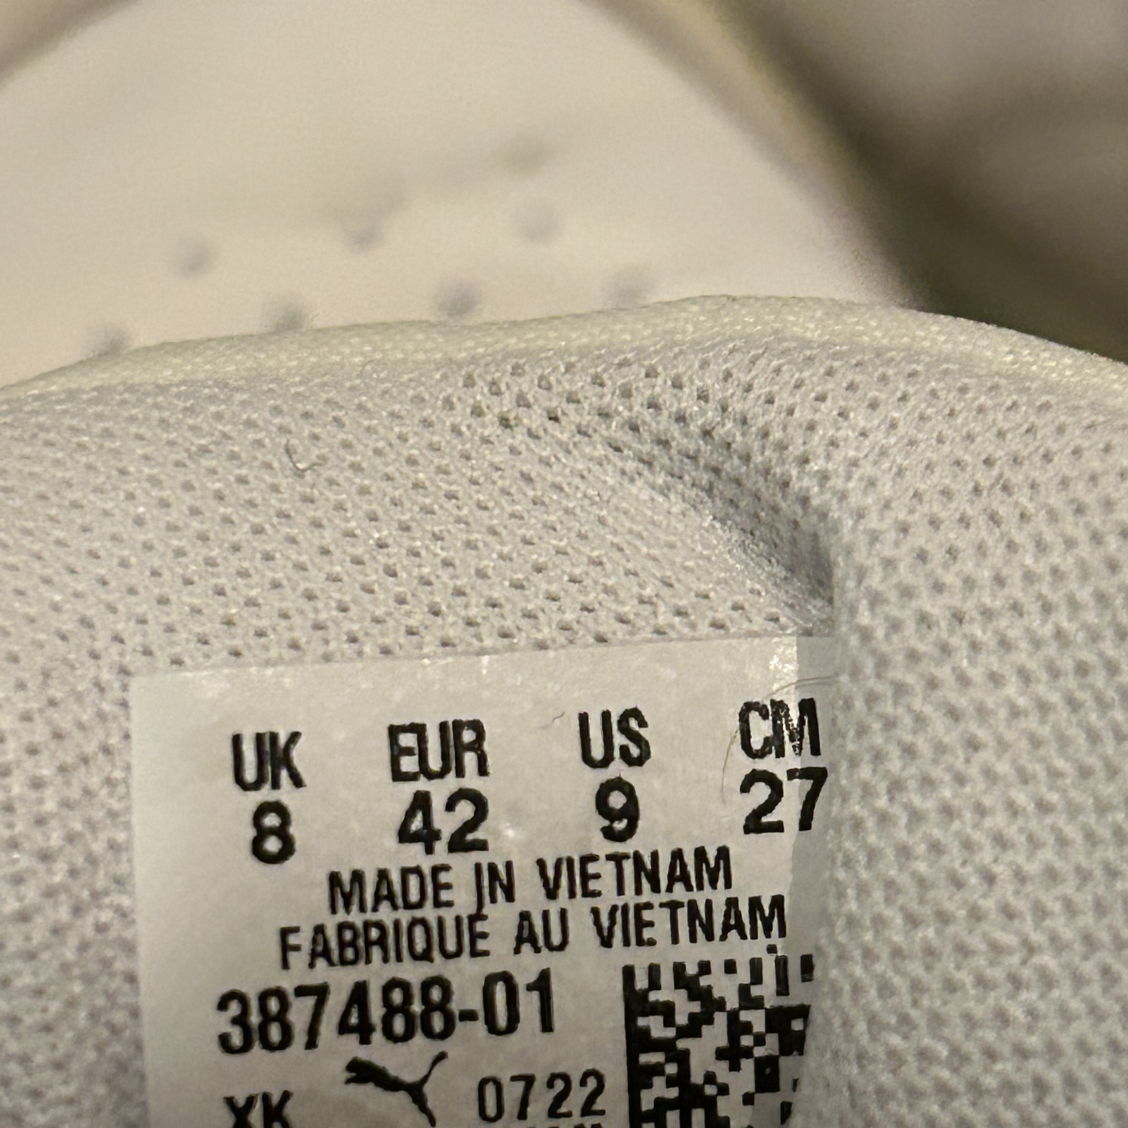 UK EUR US CM
8 42 9 27
MADE IN VIETNAM
FABRIQUE AU VIETNAM
387488-01
XK 0722